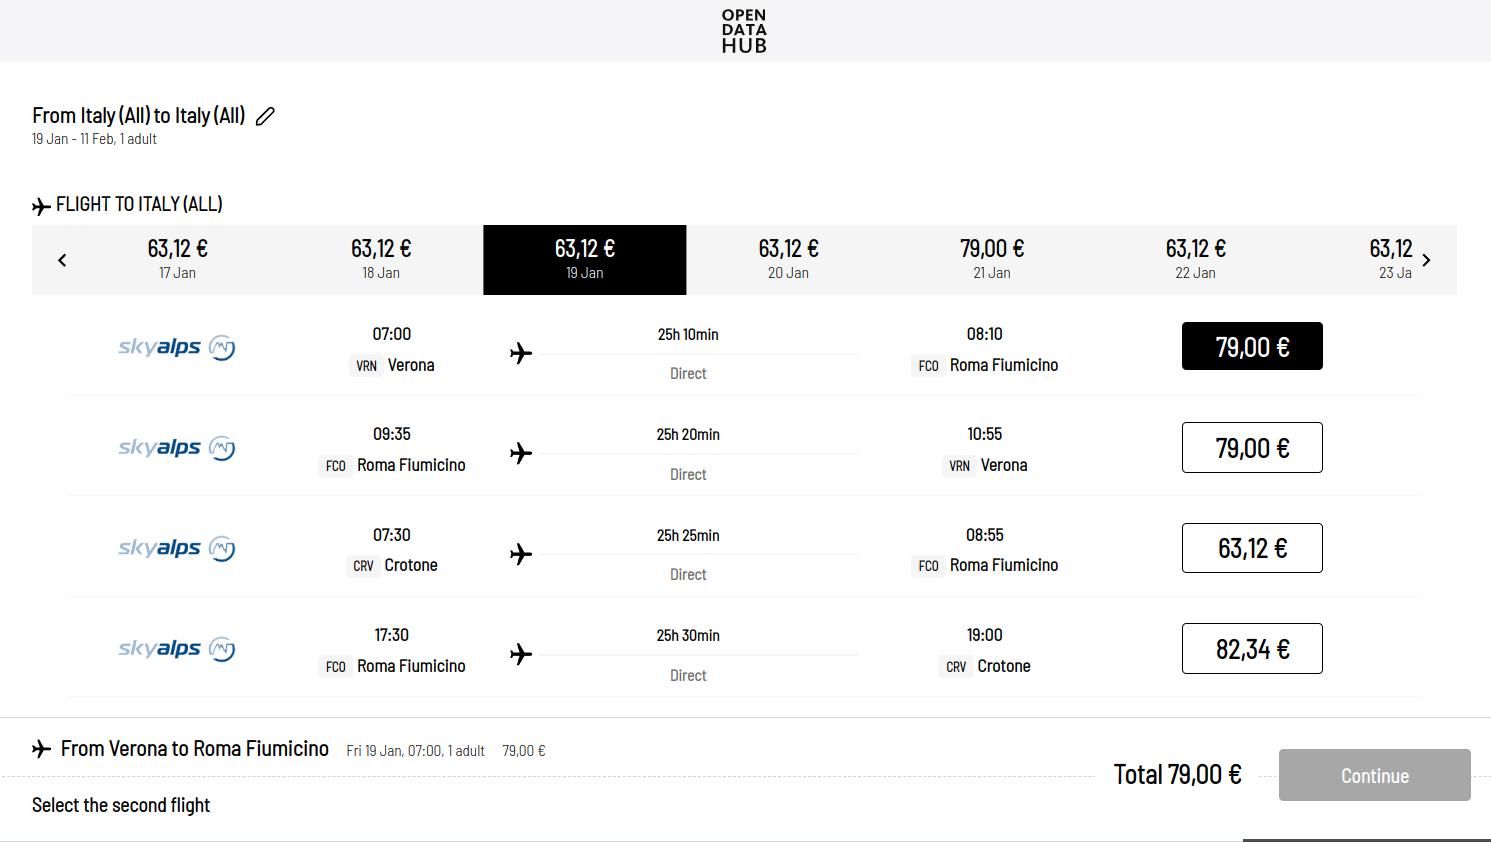 OPEN
DATA
HUB
From Italy (All) to Italy (All)
19 Jan - 11 Feb, 1 adult
FLIGHT TO ITALY (ALL)
63,12 € 63,12 € 63,12 € 63,12 € 79,00 € 63,12 € 63,12
17 Jan 18 Jan 19 Jan 20 Jan 21 Jan 22 Jan 23 Ja
07:00 25h 10min 08:10
skyalps VRN Verona Direct FCO Roma Fiumicino 79,00 €
09:35 25h 20min 10:55
skyalps FCO Roma Fiumicino Direct VRN Verona 79,00 €
07:30 25h 25min 08:55
skyalps CRV Crotone Direct FCO Roma Fiumicino 63,12 €
17:30 25h 30min 19:00
skyalps FCO Roma Fiumicino Direct CRV Crotone 82,34 €
From Verona to Roma Fiumicino Fri 19 Jan, 07:00, 1 adult 79,00 €
Total 79,00 € Continue
Select the second flight